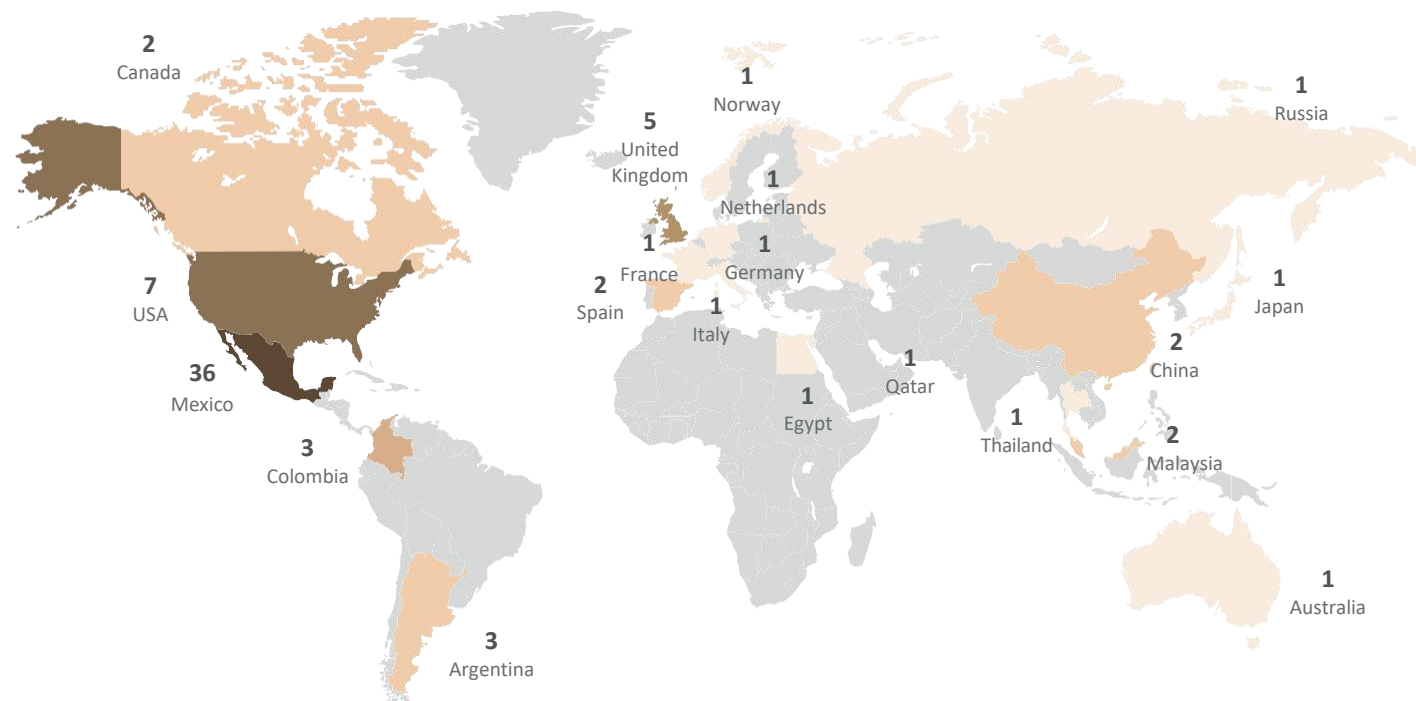 2
Canada
1
Norway
1
Russia
5
United
Kingdom
1
Netherlands
1
France
1
Germany
7
USA
2
Spain
1
Italy
1
Japan
2
China
36
Mexico
1
Qatar
1
Egypt
1
Thailand
2
Malaysia
3
Colombia
1
Australia
3
Argentina